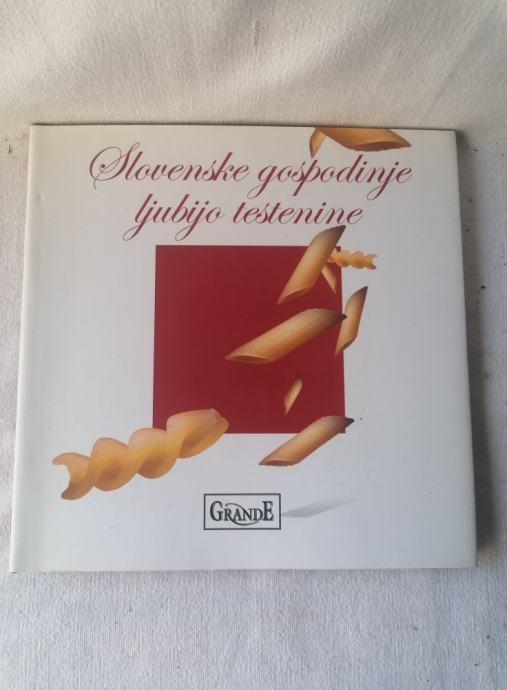 Slovenske gospodinje
ljubijo testenine
GRANDE